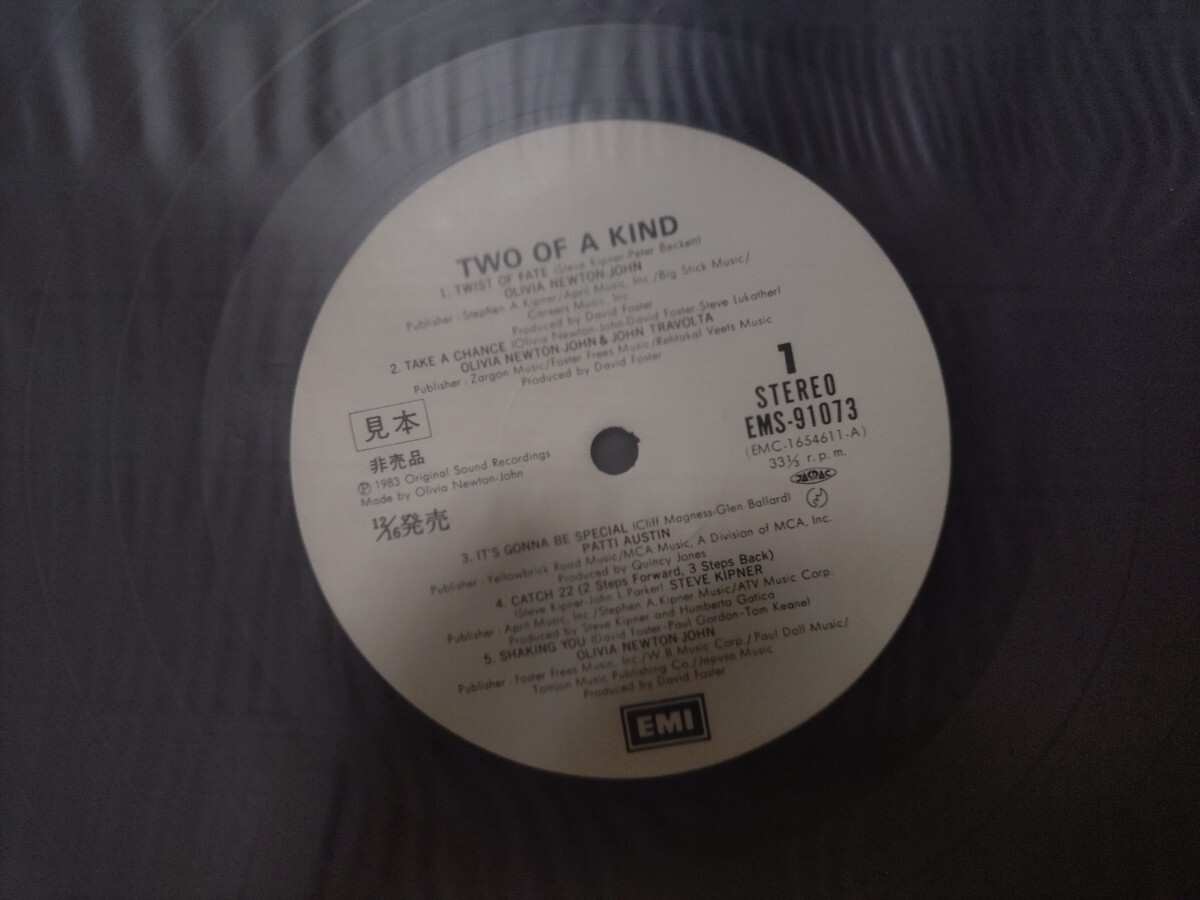 TWO OF A KIND
1. TWIST OF FATE (Steve Kipner-Peter Beckett)
OLIVIA NEWTON-JOHN
Publisher : Stephen A Kipner/April Music, Inc./Big Stick Music/
Careers Music, Inc.
Produced by David Foster
2. TAKE A CHANCE (Olivia Newton-John-David Foster-Steve Lukather)
OLIVIA NEWTON-JOHN & JOHN TRAVOLTA
Publisher : Zargon Music/Foster Frees Music/Rehtakul Veets Music
Produced by David Foster
1
STEREO
EMS-91073
(EMC-1654611-A)
33⅓ r.p.m.
JASRAC
見本
非売品
Ⓟ 1983 Original Sound Recordings
Made by Olivia Newton-John
12/16発売
3. IT'S GONNA BE SPECIAL (Cliff Magness-Glen Ballard)
PATTI AUSTIN
Publisher : Yellowbrick Road Music/MCA Music, A Division of MCA, Inc.
Produced by Quincy Jones
4. CATCH 22 (2 Steps Forward, 3 Steps Back)
(Steve Kipner-John L Parker) STEVE KIPNER
Publisher : April Music, Inc./Stephen A. Kipner Music/ATV Music Corp.
Produced by Steve Kipner and Humberto Gatica
5. SHAKING YOU (David Foster-Paul Gordon-Tom Keane)
OLIVIA NEWTON-JOHN
Publisher : Foster Frees Music, Inc./W.B Music Corp./Paul Doll Music/
Tomjon Music Publishing Co./Jepusa Music
Produced by David Foster
EMI